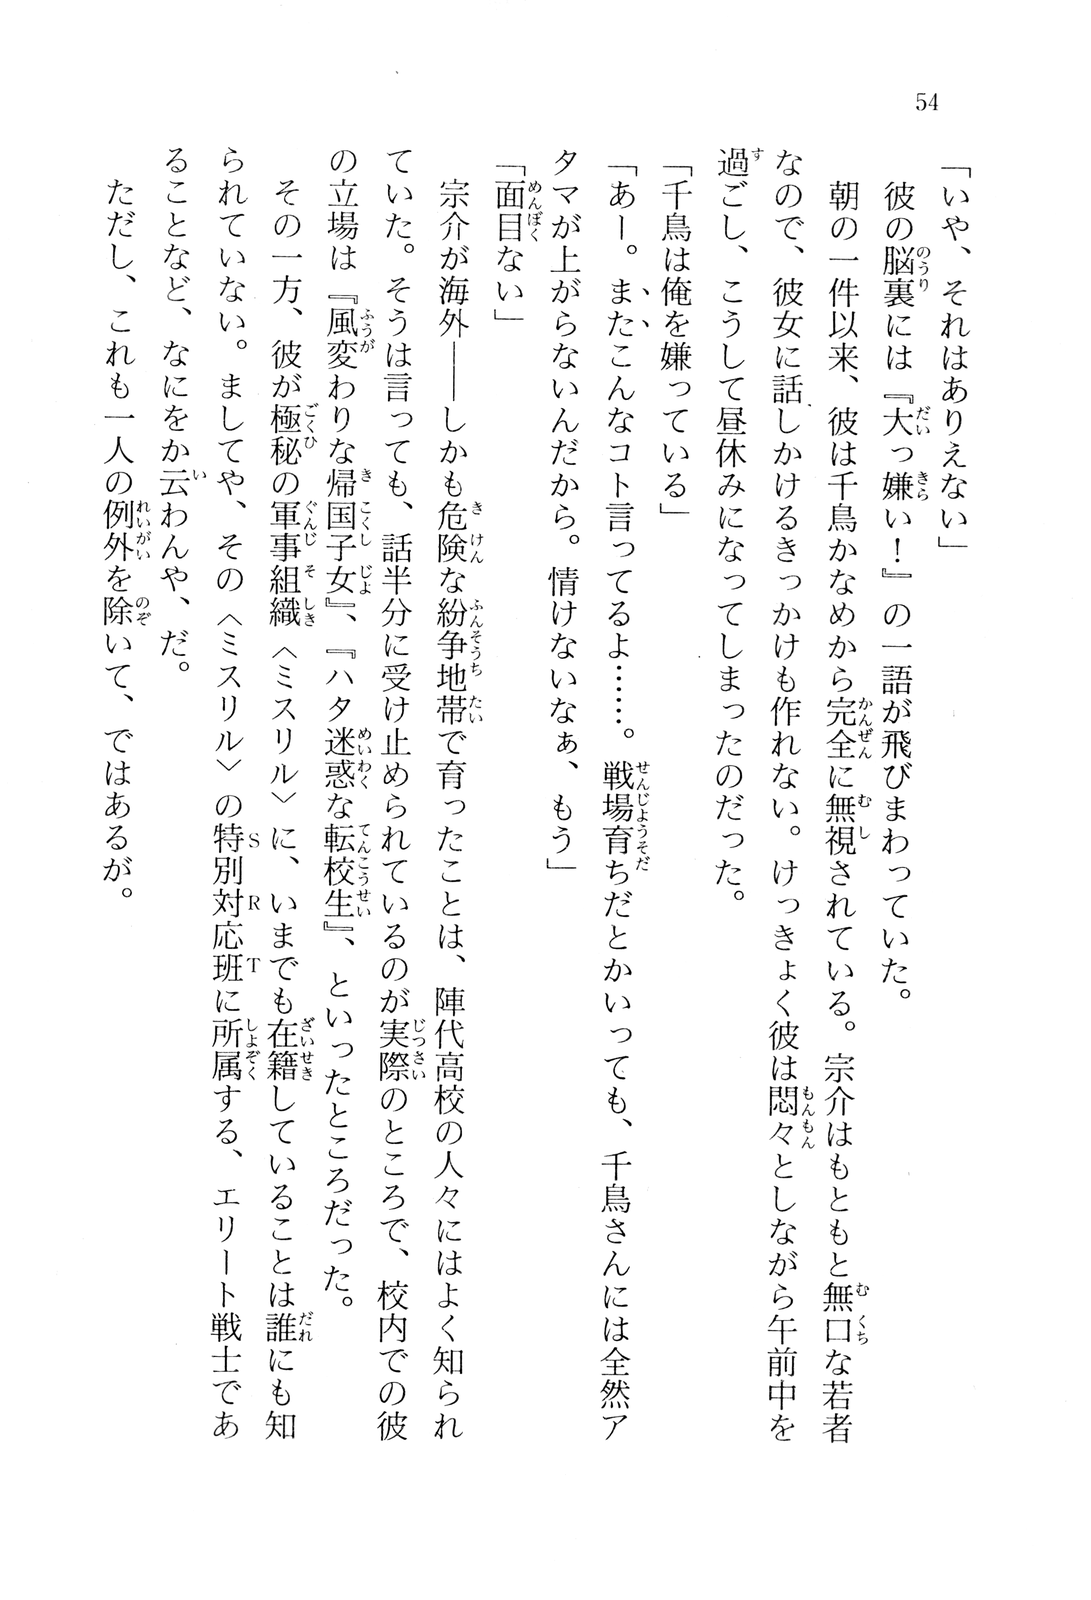 54
「いや、それはありえない」
彼の脳裏には『大っ嫌い！』の一語が飛びまわっていた。
朝の一件以来、彼は千鳥かなめから完全に無視されている。宗介はもともと無口な若者
なので、彼女に話しかけるきっかけも作れない。けっきょく彼は悶々としながら午前中を
過ごし、こうして昼休みになってしまったのだった。
「千鳥は俺を嫌っている」
「あー。またこんなコト言ってるよ……。戦場育ちだとかいっても、千鳥さんには全然ア
タマが上がらないんだから。情けないなぁ、もう」
「面目ない」
宗介が海外――しかも危険な紛争地帯で育ったことは、陣代高校の人々にはよく知られ
ていた。そうは言っても、話半分に受け止められているのが実際のところで、校内での彼
の立場は『風変わりな帰国子女』、『ハタ迷惑な転校生』、といったところだった。
その一方、彼が極秘の軍事組織〈ミスリル〉に、いまでも在籍していることは誰にも知
られていない。ましてや、その〈ミスリル〉の特別対応班に所属する、エリート戦士であ
ることなど、なにをか云わんや、だ。
ただし、これも一人の例外を除いて、ではあるが。